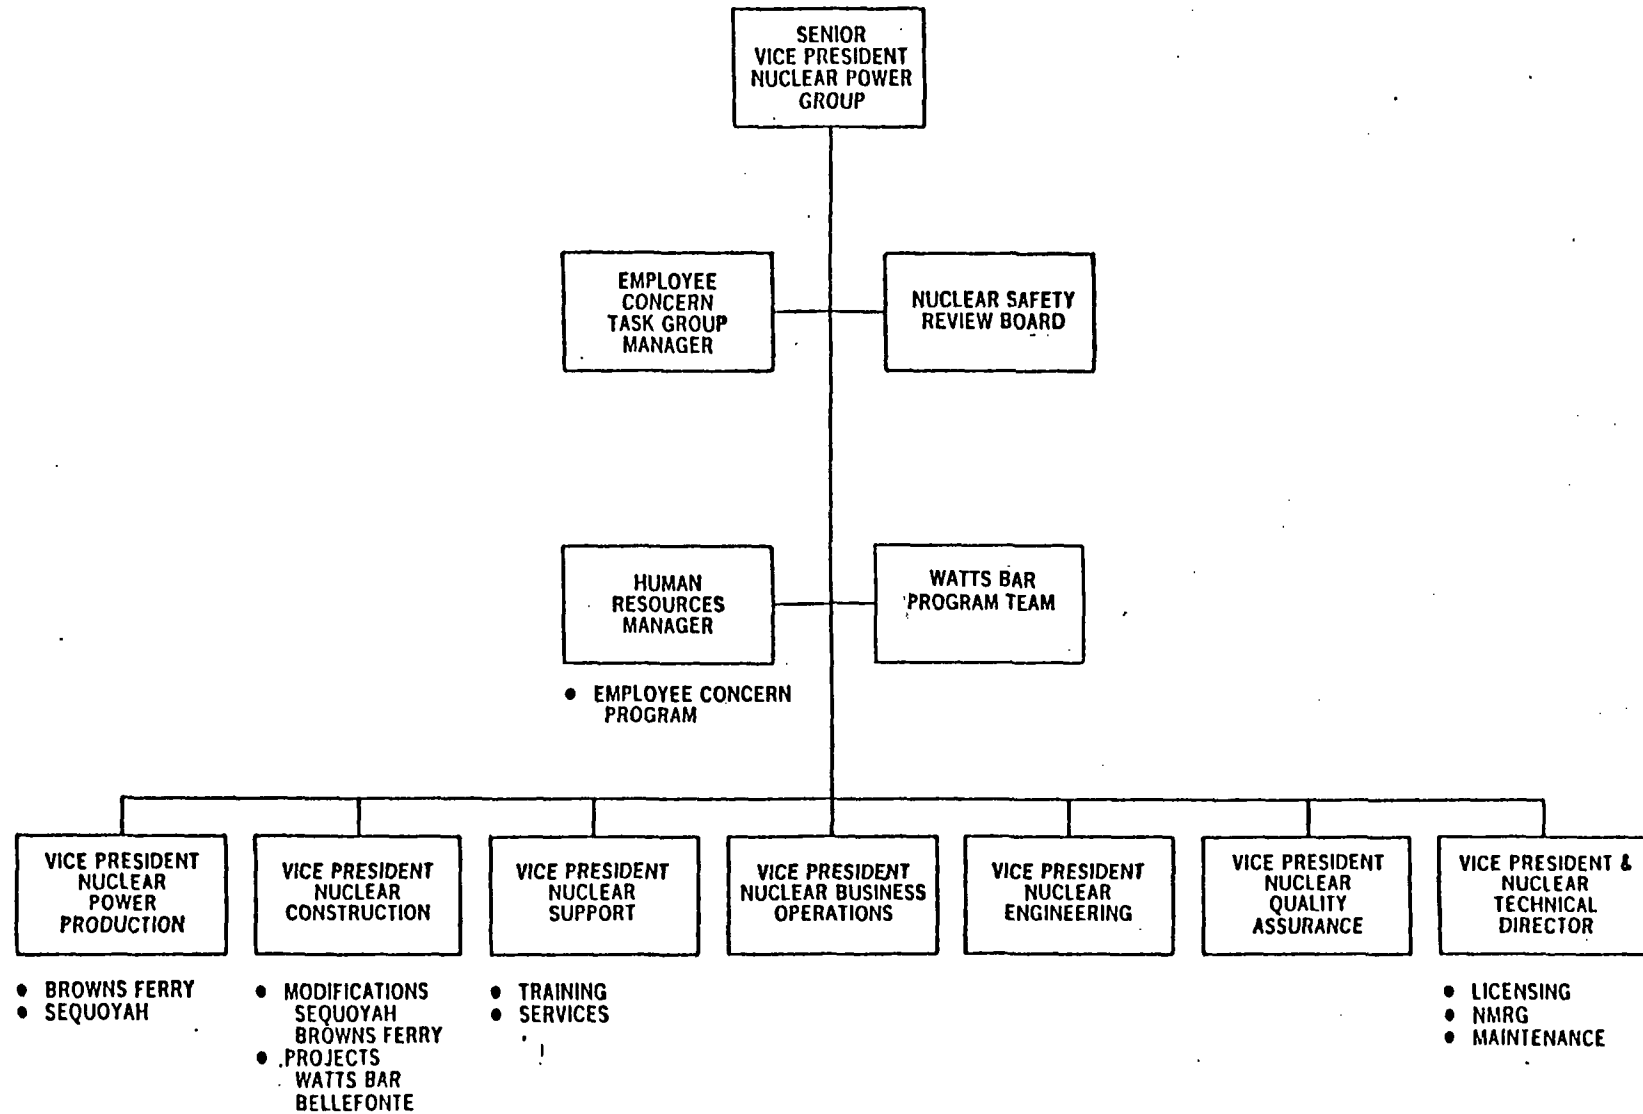 SENIOR
VICE PRESIDENT
NUCLEAR POWER
GROUP
EMPLOYEE
CONCERN
TASK GROUP
MANAGER
NUCLEAR SAFETY
REVIEW BOARD
HUMAN
RESOURCES
MANAGER
WATTS BAR
PROGRAM TEAM
● EMPLOYEE CONCERN
PROGRAM
VICE PRESIDENT
NUCLEAR
POWER
PRODUCTION
VICE PRESIDENT
NUCLEAR
CONSTRUCTION
VICE PRESIDENT
NUCLEAR
SUPPORT
VICE PRESIDENT
NUCLEAR BUSINESS
OPERATIONS
VICE PRESIDENT
NUCLEAR
ENGINEERING
VICE PRESIDENT
NUCLEAR
QUALITY
ASSURANCE
VICE PRESIDENT &
NUCLEAR
TECHNICAL
DIRECTOR
● BROWNS FERRY
● SEQUOYAH
● MODIFICATIONS
SEQUOYAH
BROWNS FERRY
● PROJECTS
WATTS BAR
BELLEFONTE
● TRAINING
● SERVICES
● LICENSING
● NMRG
● MAINTENANCE